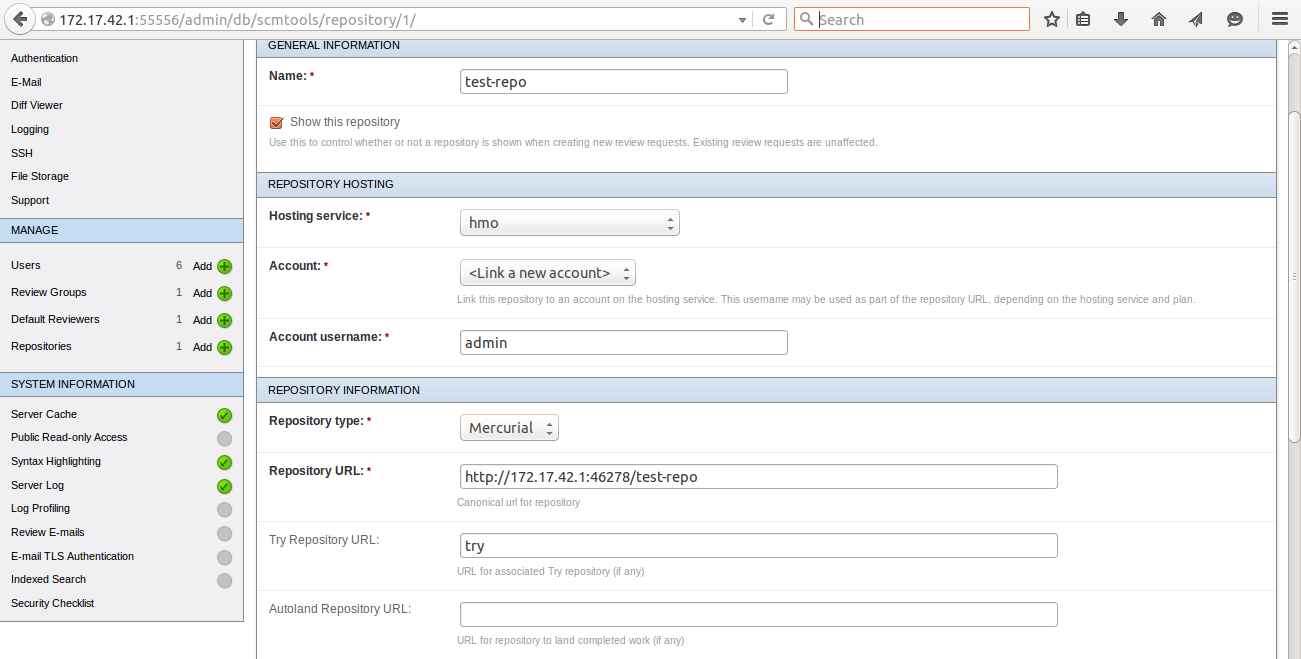 172.17.42.1:55556/admin/db/scmtools/repository/1/
Search
Authentication
E-Mail
Diff Viewer
Logging
SSH
File Storage
Support
MANAGE
Users 6 Add
Review Groups 1 Add
Default Reviewers 1 Add
Repositories 1 Add
SYSTEM INFORMATION
Server Cache
Public Read-only Access
Syntax Highlighting
Server Log
Log Profiling
Review E-mails
E-mail TLS Authentication
Indexed Search
Security Checklist
GENERAL INFORMATION
Name: * test-repo
Show this repository
Use this to control whether or not a repository is shown when creating new review requests. Existing review requests are unaffected.
REPOSITORY HOSTING
Hosting service: * hmo
Account: * <Link a new account>
Link this repository to an account on the hosting service. This username may be used as part of the repository URL, depending on the hosting service and plan.
Account username: * admin
REPOSITORY INFORMATION
Repository type: * Mercurial
Repository URL: * http://172.17.42.1:46278/test-repo
Canonical url for repository
Try Repository URL: try
URL for associated Try repository (if any)
Autoland Repository URL:
URL for repository to land completed work (if any)